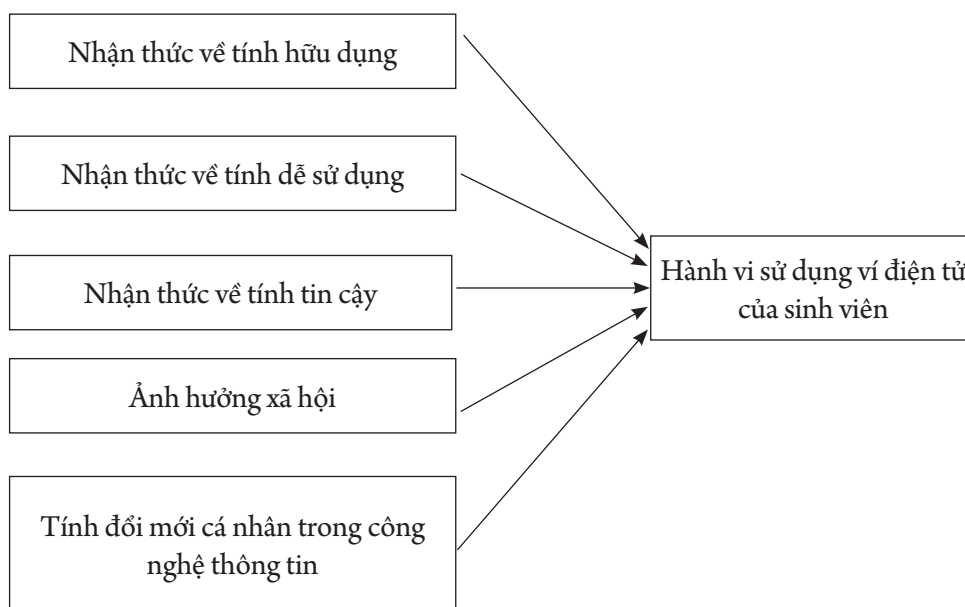 Nhận thức về tính hữu dụng
Nhận thức về tính dễ sử dụng
Nhận thức về tính tin cậy
Ảnh hưởng xã hội
Tính đổi mới cá nhân trong công
nghệ thông tin
Hành vi sử dụng ví điện tử
của sinh viên